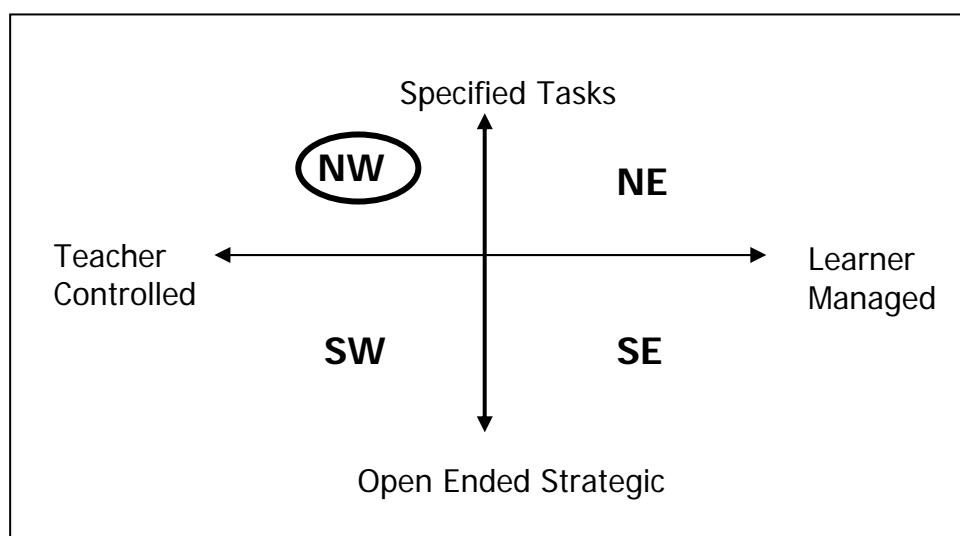 Specified Tasks
NW
NE
Teacher
Controlled
Learner
Managed
SW
SE
Open Ended Strategic